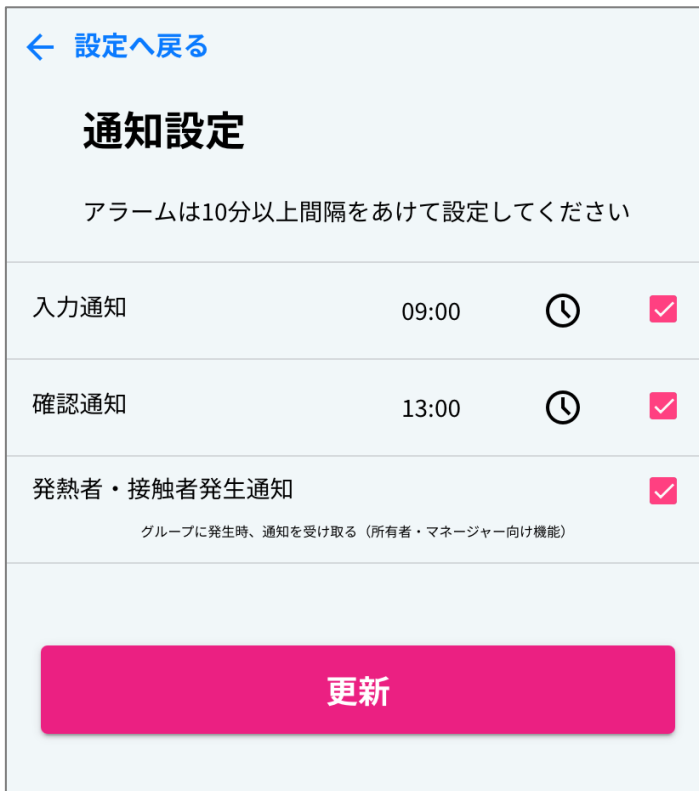 設定へ戻る
通知設定
アラームは10分以上間隔をあけて設定してください
入力通知 09:00
確認通知 13:00
発熱者・接触者発生通知
グループに発生時、通知を受け取る（所有者・マネージャー向け機能）
更新